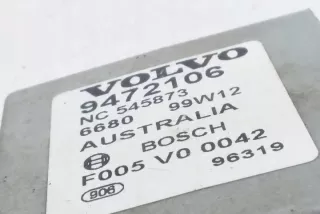 VOLVO
9472106
NC 545873
6680 99W12
AUSTRALIA
BOSCH
F005 V0 0042
96319
908